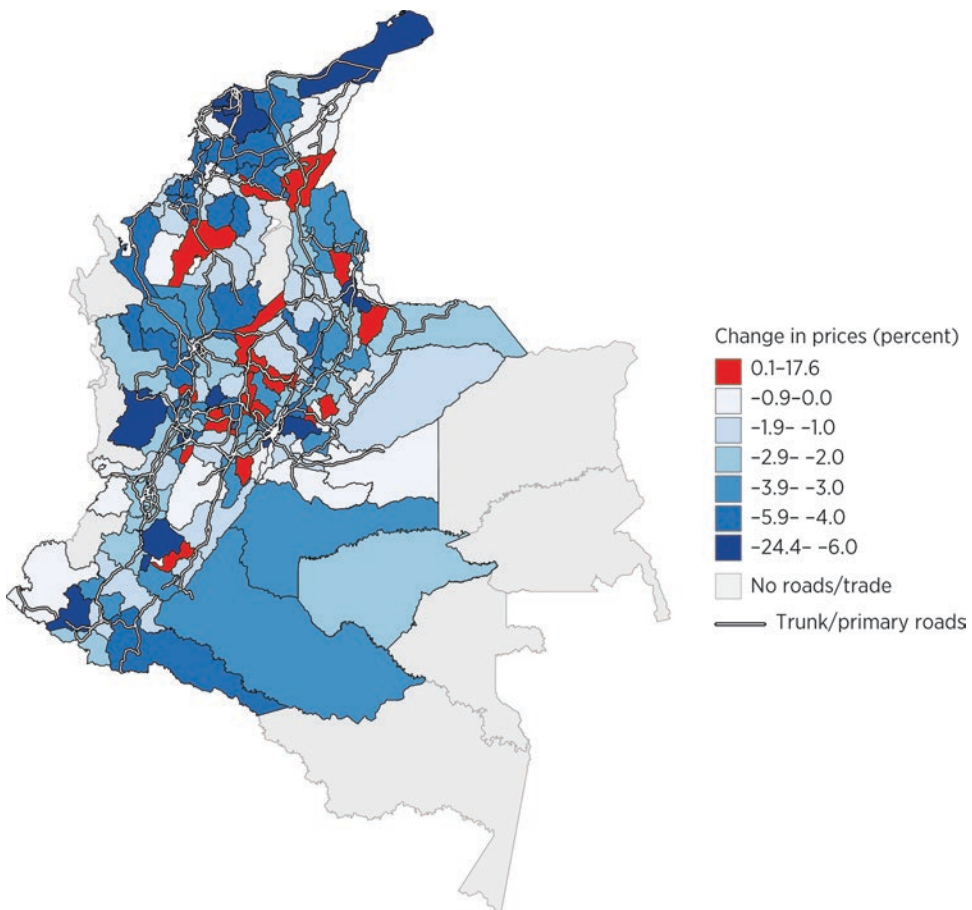 Change in prices (percent)
0.1–17.6
–0.9–0.0
–1.9– –1.0
–2.9– –2.0
–3.9– –3.0
–5.9– –4.0
–24.4– –6.0
No roads/trade
Trunk/primary roads